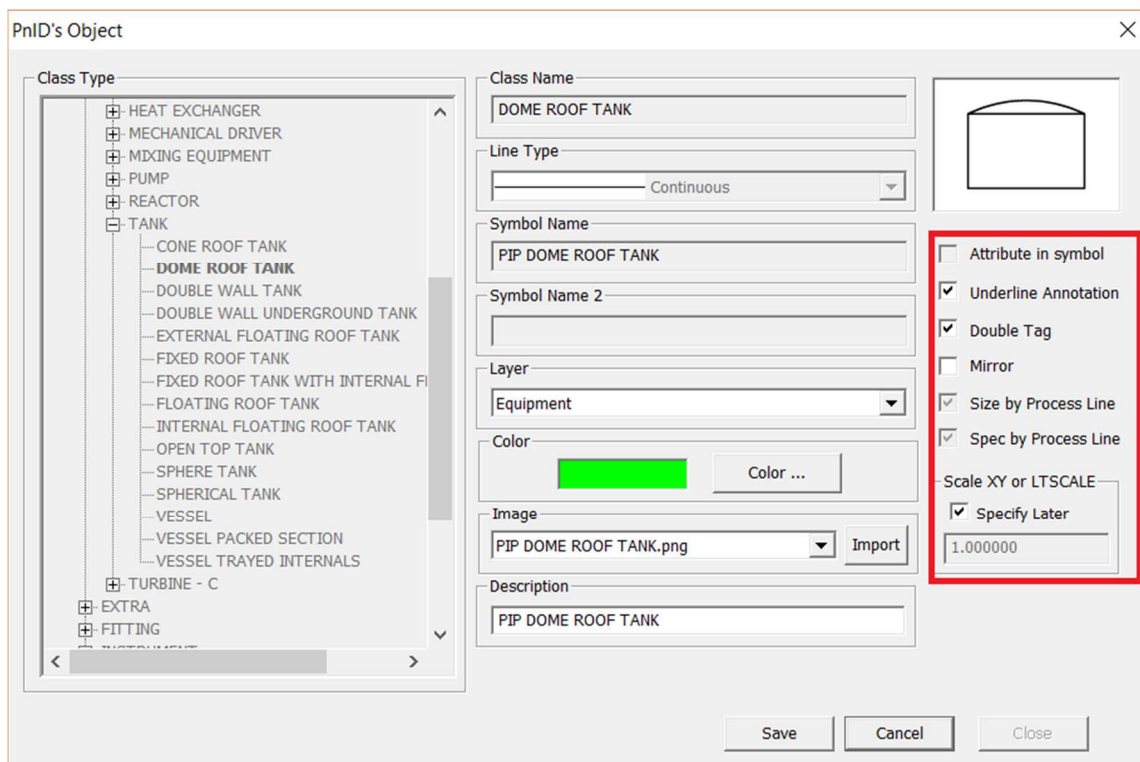 PnID's Object
Class Type
HEAT EXCHANGER
MECHANICAL DRIVER
MIXING EQUIPMENT
PUMP
REACTOR
TANK
CONE ROOF TANK
DOME ROOF TANK
DOUBLE WALL TANK
DOUBLE WALL UNDERGROUND TANK
EXTERNAL FLOATING ROOF TANK
FIXED ROOF TANK
FIXED ROOF TANK WITH INTERNAL FI
FLOATING ROOF TANK
INTERNAL FLOATING ROOF TANK
OPEN TOP TANK
SPHERE TANK
SPHERICAL TANK
VESSEL
VESSEL PACKED SECTION
VESSEL TRAYED INTERNALS
TURBINE - C
EXTRA
FITTING
INSTRUMENT
Class Name
DOME ROOF TANK
Line Type
Continuous
Symbol Name
PIP DOME ROOF TANK
Symbol Name 2
Layer
Equipment
Color
Color ...
Image
PIP DOME ROOF TANK.png
Import
Description
PIP DOME ROOF TANK
Attribute in symbol
Underline Annotation
Double Tag
Mirror
Size by Process Line
Spec by Process Line
Scale XY or LTSCALE
Specify Later
1.000000
Save
Cancel
Close